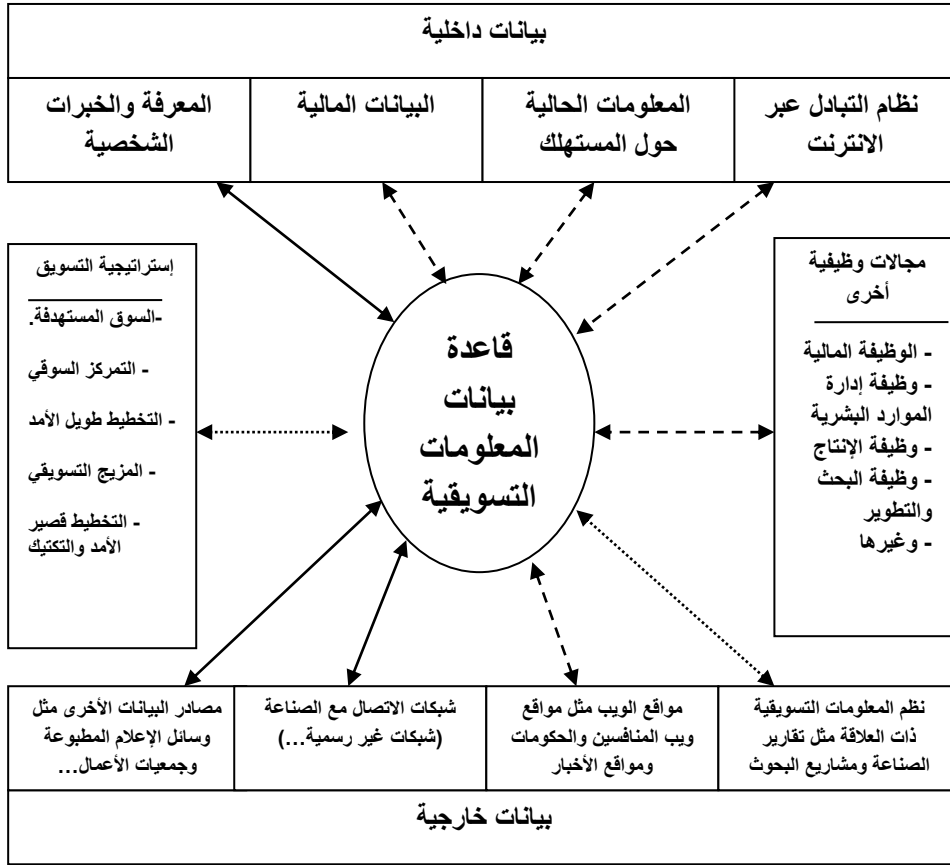 بيانات داخلية
نظام التبادل عبر
الانترنت
المعلومات الحالية
حول المستهلك
البيانات المالية
المعرفة والخبرات
الشخصية
مجالات وظيفية
أخرى
- الوظيفة المالية
- وظيفة إدارة
الموارد البشرية
- وظيفة الإنتاج
- وظيفة البحث
والتطوير
- وغيرها
قاعدة
بيانات
المعلومات
التسويقية
إستراتيجية التسويق
-السوق المستهدفة.
- التمركز السوقي
- التخطيط طويل الأمد
- المزيج التسويقي
- التخطيط قصير
الأمد والتكتيك
نظم المعلومات التسويقية
ذات العلاقة مثل تقارير
الصناعة ومشاريع البحوث
مواقع الويب مثل مواقع
ويب المنافسين والحكومات
ومواقع الأخبار
شبكات الاتصال مع الصناعة
(شبكات غير رسمية...)
مصادر البيانات الأخرى مثل
وسائل الإعلام المطبوعة
وجمعيات الأعمال...
بيانات خارجية